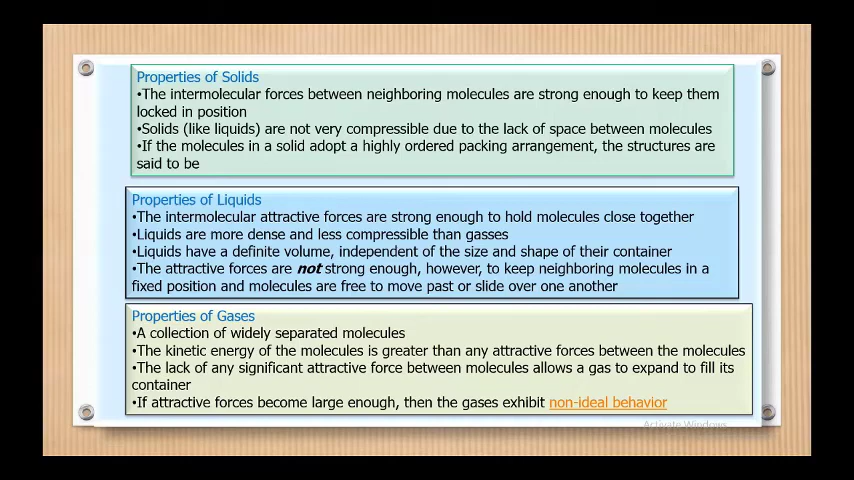 Properties of Solids
•The intermolecular forces between neighboring molecules are strong enough to keep them
locked in position
•Solids (like liquids) are not very compressible due to the lack of space between molecules
•If the molecules in a solid adopt a highly ordered packing arrangement, the structures are
said to be
Properties of Liquids
•The intermolecular attractive forces are strong enough to hold molecules close together
•Liquids are more dense and less compressible than gasses
•Liquids have a definite volume, independent of the size and shape of their container
•The attractive forces are not strong enough, however, to keep neighboring molecules in a
fixed position and molecules are free to move past or slide over one another
Properties of Gases
•A collection of widely separated molecules
•The kinetic energy of the molecules is greater than any attractive forces between the molecules
•The lack of any significant attractive force between molecules allows a gas to expand to fill its
container
•If attractive forces become large enough, then the gases exhibit non-ideal behavior
Activate Windows